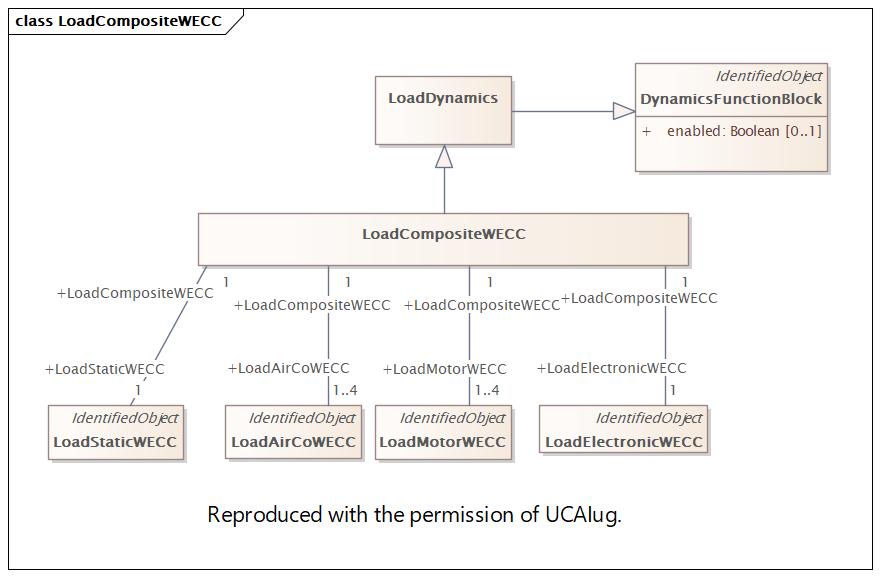 class LoadCompositeWECC
IdentifiedObject
LoadDynamics
DynamicsFunctionBlock
+ enabled: Boolean [0..1]
LoadCompositeWECC
1 1 1 1
+LoadCompositeWECC
+LoadCompositeWECC
+LoadCompositeWECC
+LoadCompositeWECC
+LoadStaticWECC
+LoadAirCoWECC
+LoadMotorWECC
+LoadElectronicWECC
1 1..4 1..4 1
IdentifiedObject
LoadStaticWECC
IdentifiedObject
LoadAirCoWECC
IdentifiedObject
LoadMotorWECC
IdentifiedObject
LoadElectronicWECC
Reproduced with the permission of UCAIug.